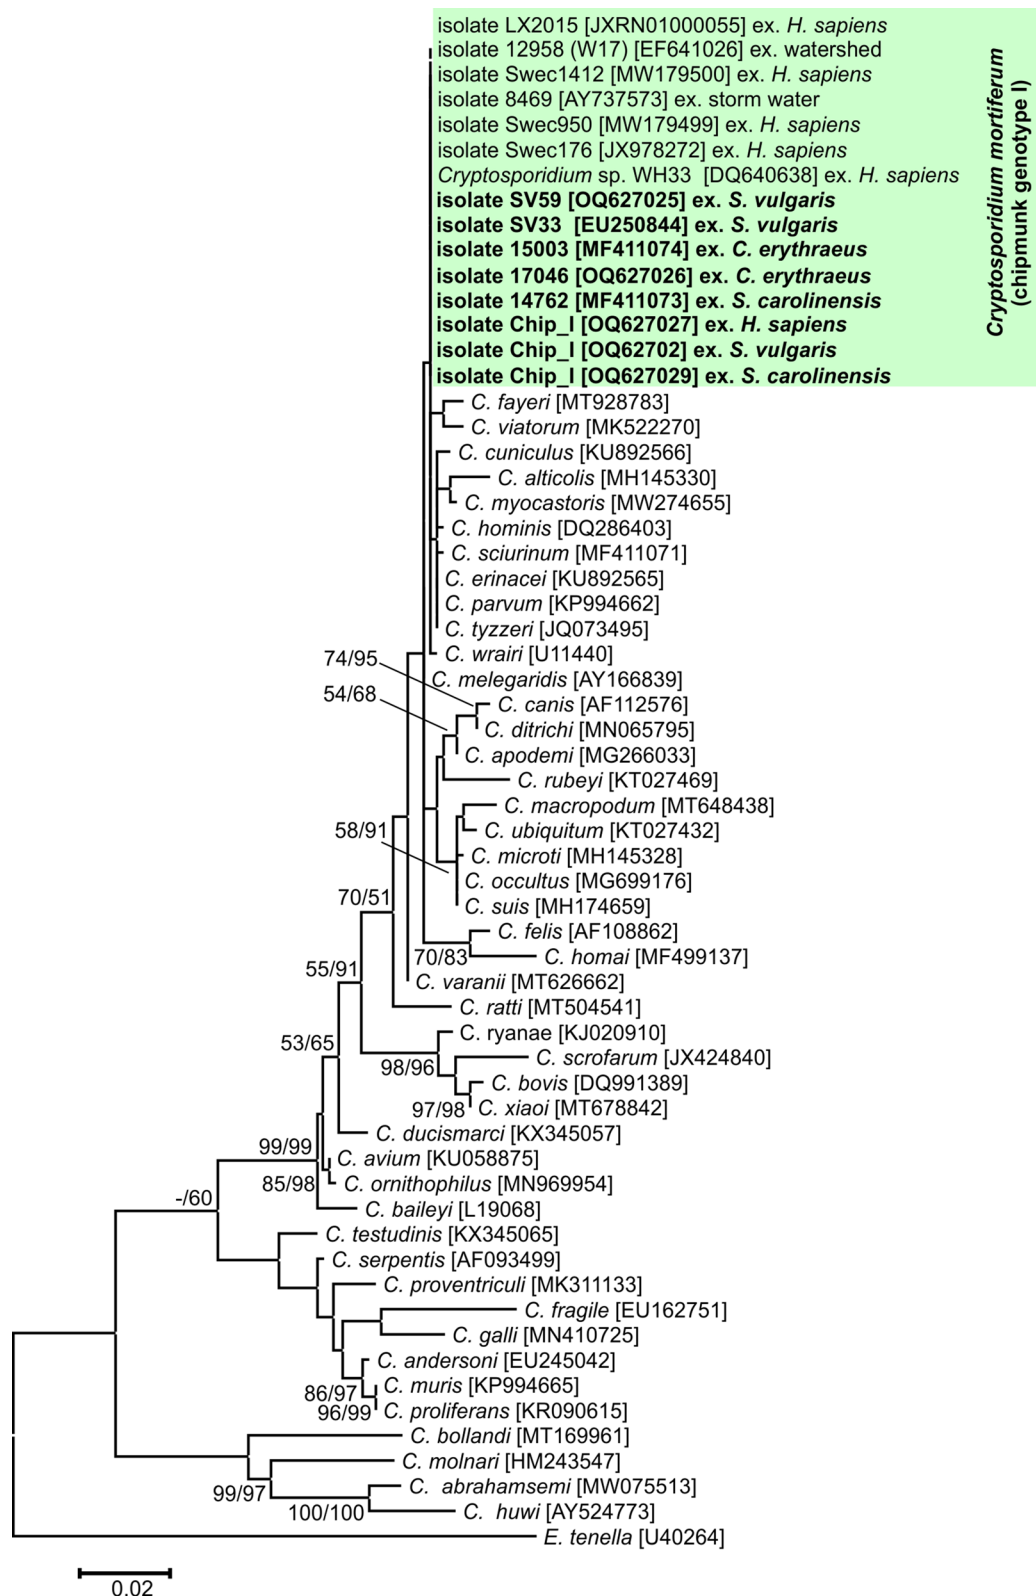 isolate LX2015 [JXRN01000055] ex. H. sapiens
isolate 12958 (W17) [EF641026] ex. watershed
isolate Swec1412 [MW179500] ex. H. sapiens
isolate 8469 [AY737573] ex. storm water
isolate Swec950 [MW179499] ex. H. sapiens
isolate Swec176 [JX978272] ex. H. sapiens
Cryptosporidium sp. WH33 [DQ640638] ex. H. sapiens
isolate SV59 [OQ627025] ex. S. vulgaris
isolate SV33 [EU250844] ex. S. vulgaris
isolate 15003 [MF411074] ex. C. erythraeus
isolate 17046 [OQ627026] ex. C. erythraeus
isolate 14762 [MF411073] ex. S. carolinensis
isolate Chip_I [OQ627027] ex. H. sapiens
isolate Chip_I [OQ62702] ex. S. vulgaris
isolate Chip_I [OQ627029] ex. S. carolinensis
Cryptosporidium mortiferum
(chipmunk genotype I)
C. fayeri [MT928783]
C. viatorum [MK522270]
C. cuniculus [KU892566]
C. alticolis [MH145330]
C. myocastoris [MW274655]
C. hominis [DQ286403]
C. sciurinum [MF411071]
C. erinacei [KU892565]
C. parvum [KP994662]
C. tyzzeri [JQ073495]
C. wrairi [U11440]
74/95
C. melegaridis [AY166839]
54/68
C. canis [AF112576]
C. ditrichi [MN065795]
C. apodemi [MG266033]
C. rubeyi [KT027469]
C. macropodum [MT648438]
58/91
C. ubiquitum [KT027432]
C. microti [MH145328]
C. occultus [MG699176]
70/51
C. suis [MH174659]
C. felis [AF108862]
70/83
C. homai [MF499137]
55/91
C. varanii [MT626662]
C. ratti [MT504541]
C. ryanae [KJ020910]
53/65
C. scrofarum [JX424840]
98/96
C. bovis [DQ991389]
97/98
C. xiaoi [MT678842]
C. ducismarci [KX345057]
99/99
C. avium [KU058875]
85/98
C. ornithophilus [MN969954]
-/60
C. baileyi [L19068]
C. testudinis [KX345065]
C. serpentis [AF093499]
C. proventriculi [MK311133]
C. fragile [EU162751]
C. galli [MN410725]
C. andersoni [EU245042]
86/97
C. muris [KP994665]
96/99
C. proliferans [KR090615]
C. bollandi [MT169961]
C. molnari [HM243547]
99/97
C. abrahamsemi [MW075513]
100/100
C. huwi [AY524773]
E. tenella [U40264]
0.02